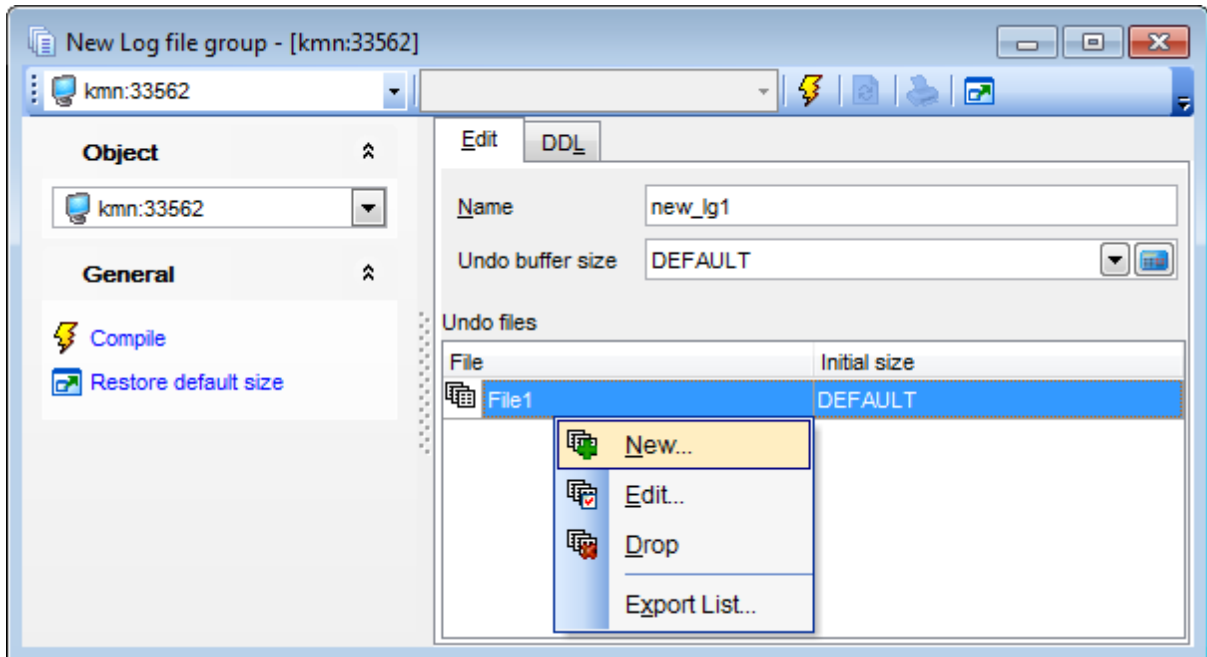 New Log file group - [kmn:33562]
kmn:33562
Object
kmn:33562
General
Compile
Restore default size
Edit DDL
Name new_lg1
Undo buffer size DEFAULT
Undo files
File Initial size
File1 DEFAULT
New...
Edit...
Drop
Export List...